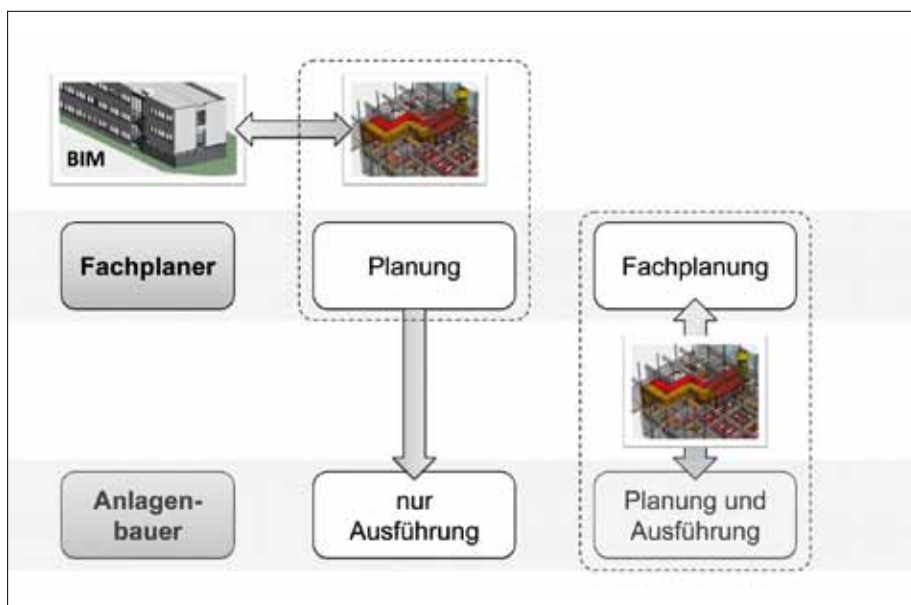 BIM
Fachplaner
Planung
Fachplanung
Anlagen-
bauer
nur
Ausführung
Planung und
Ausführung